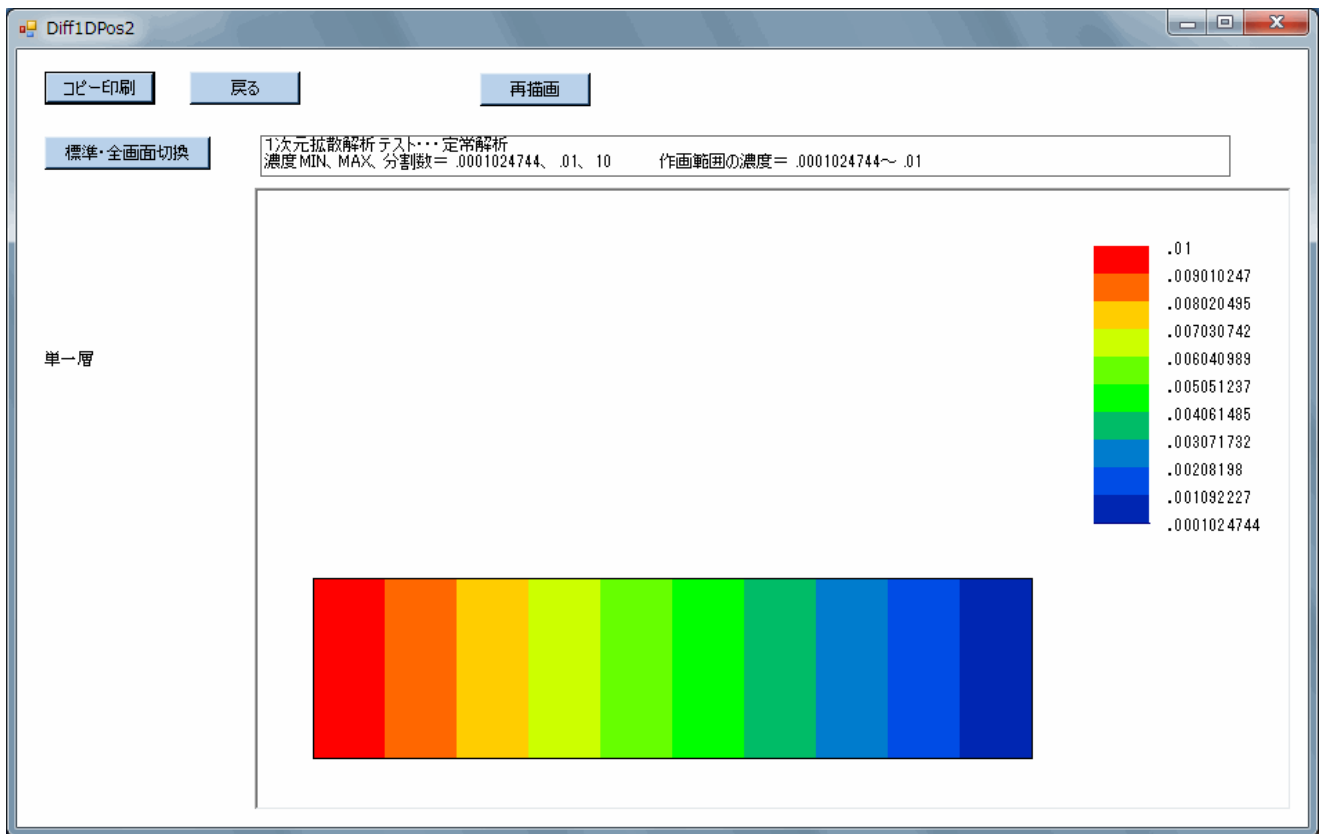 Diff1DPos2
コピー印刷
戻る
再描画
標準・全画面切換
1次元拡散解析 テスト・・・定常解析
濃度MIN、MAX、分割数＝ .0001024744、 .01、 10 作画範囲の濃度＝ .0001024744～ .01
単一層
.01
.009010247
.008020495
.007030742
.006040989
.005051237
.004061485
.003071732
.00208198
.001092227
.0001024744